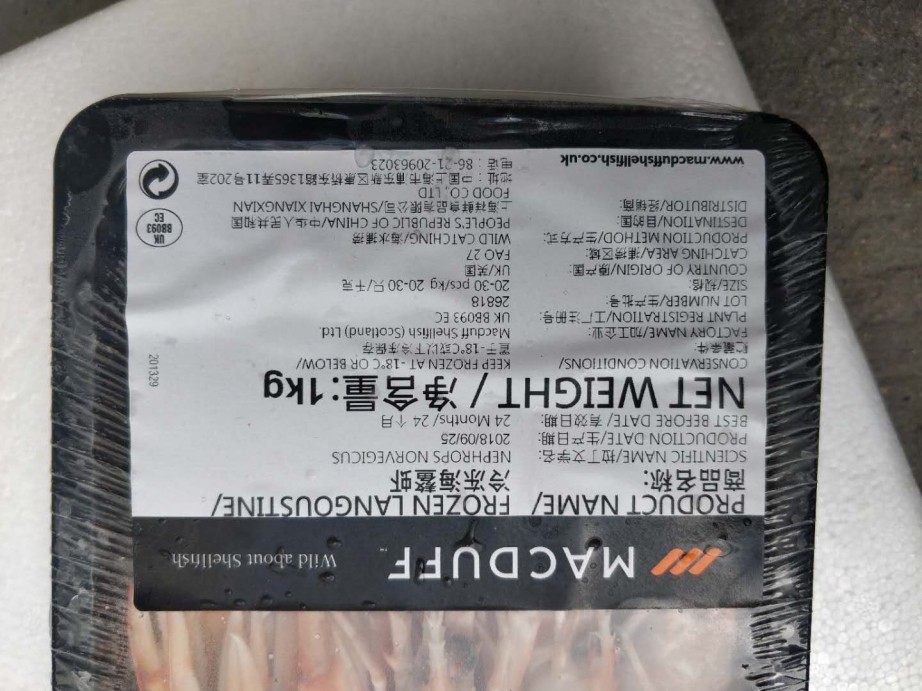 MACDUFF™ Wild about Shellfish
PRODUCT NAME/ FROZEN LANGOUSTINE/
商品名称: 冷冻海螯虾
SCIENTIFIC NAME/拉丁文学名: NEPHROPS NORVEGICUS
PRODUCTION DATE/生产日期: 2018/09/25
BEST BEFORE DATE/ 有效日期: 24 Months/ 24 个月
NET WEIGHT / 净含量: 1kg
CONSERVATION CONDITIONS/ KEEP FROZEN AT -18°C OR BELOW/
贮藏条件: 置于-18°C或以下冷冻保存
FACTORY NAME/加工企业: Macduff Shellfish (Scotland) Ltd.
PLANT REGISTRATION/工厂注册号: UK BB093 EC
LOT NUMBER/生产批号: 26818
SIZE/规格: 20-30 pcs/kg 20-30 只/千克
COUNTRY OF ORIGIN/原产国: UK/英国
CATCHING AREA/捕捞区域: FAO 27
PRODUCTION METHOD/生产方式: WILD CATCHING/海水捕捞
DESTINATION/目的国: PEOPLE'S REPUBLIC OF CHINA/中华人民共和国
DISTRIBUTOR/经销商: 上海祥鲜食品有限公司/SHANGHAI XIANGXIAN
FOOD CO., LTD
地址：中国上海市浦东新区康桥东路1365弄11号202室
电话：86-21-20963023
www.macduffshellfish.co.uk
201329
UK
BB093
EC